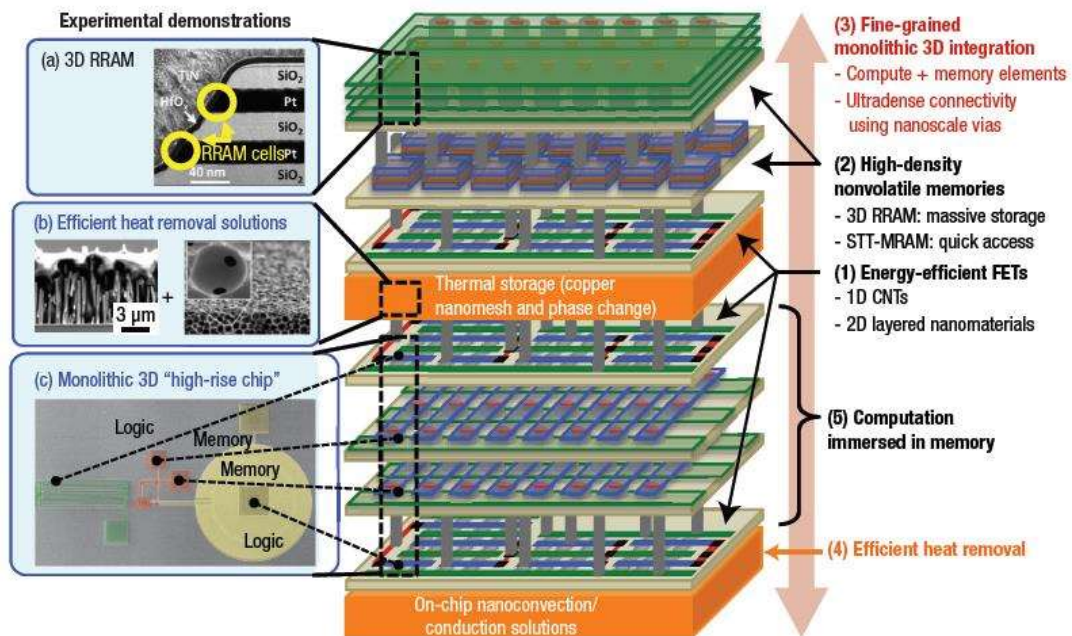 Experimental demonstrations
(a) 3D RRAM
TiN
HfOx
SiO2
Pt
SiO2
Pt
SiO2
RRAM cells
40 nm
(b) Efficient heat removal solutions
3 μm
+
(c) Monolithic 3D “high-rise chip”
Logic
Memory
Memory
Logic
Thermal storage (copper
nanomesh and phase change)
On-chip nanoconvection/
conduction solutions
(3) Fine-grained
monolithic 3D integration
- Compute + memory elements
- Ultradense connectivity
using nanoscale vias
(2) High-density
nonvolatile memories
- 3D RRAM: massive storage
- STT-MRAM: quick access
(1) Energy-efficient FETs
- 1D CNTs
- 2D layered nanomaterials
(5) Computation
immersed in memory
(4) Efficient heat removal